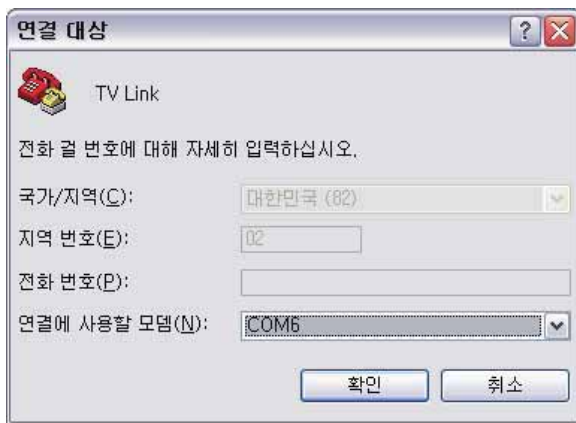 연결 대상
TV Link
전화 걸 번호에 대해 자세히 입력하십시오.
국가/지역(C): 대한민국 (82)
지역 번호(E): 02
전화 번호(P):
연결에 사용할 모뎀(N): COM6
확인 취소